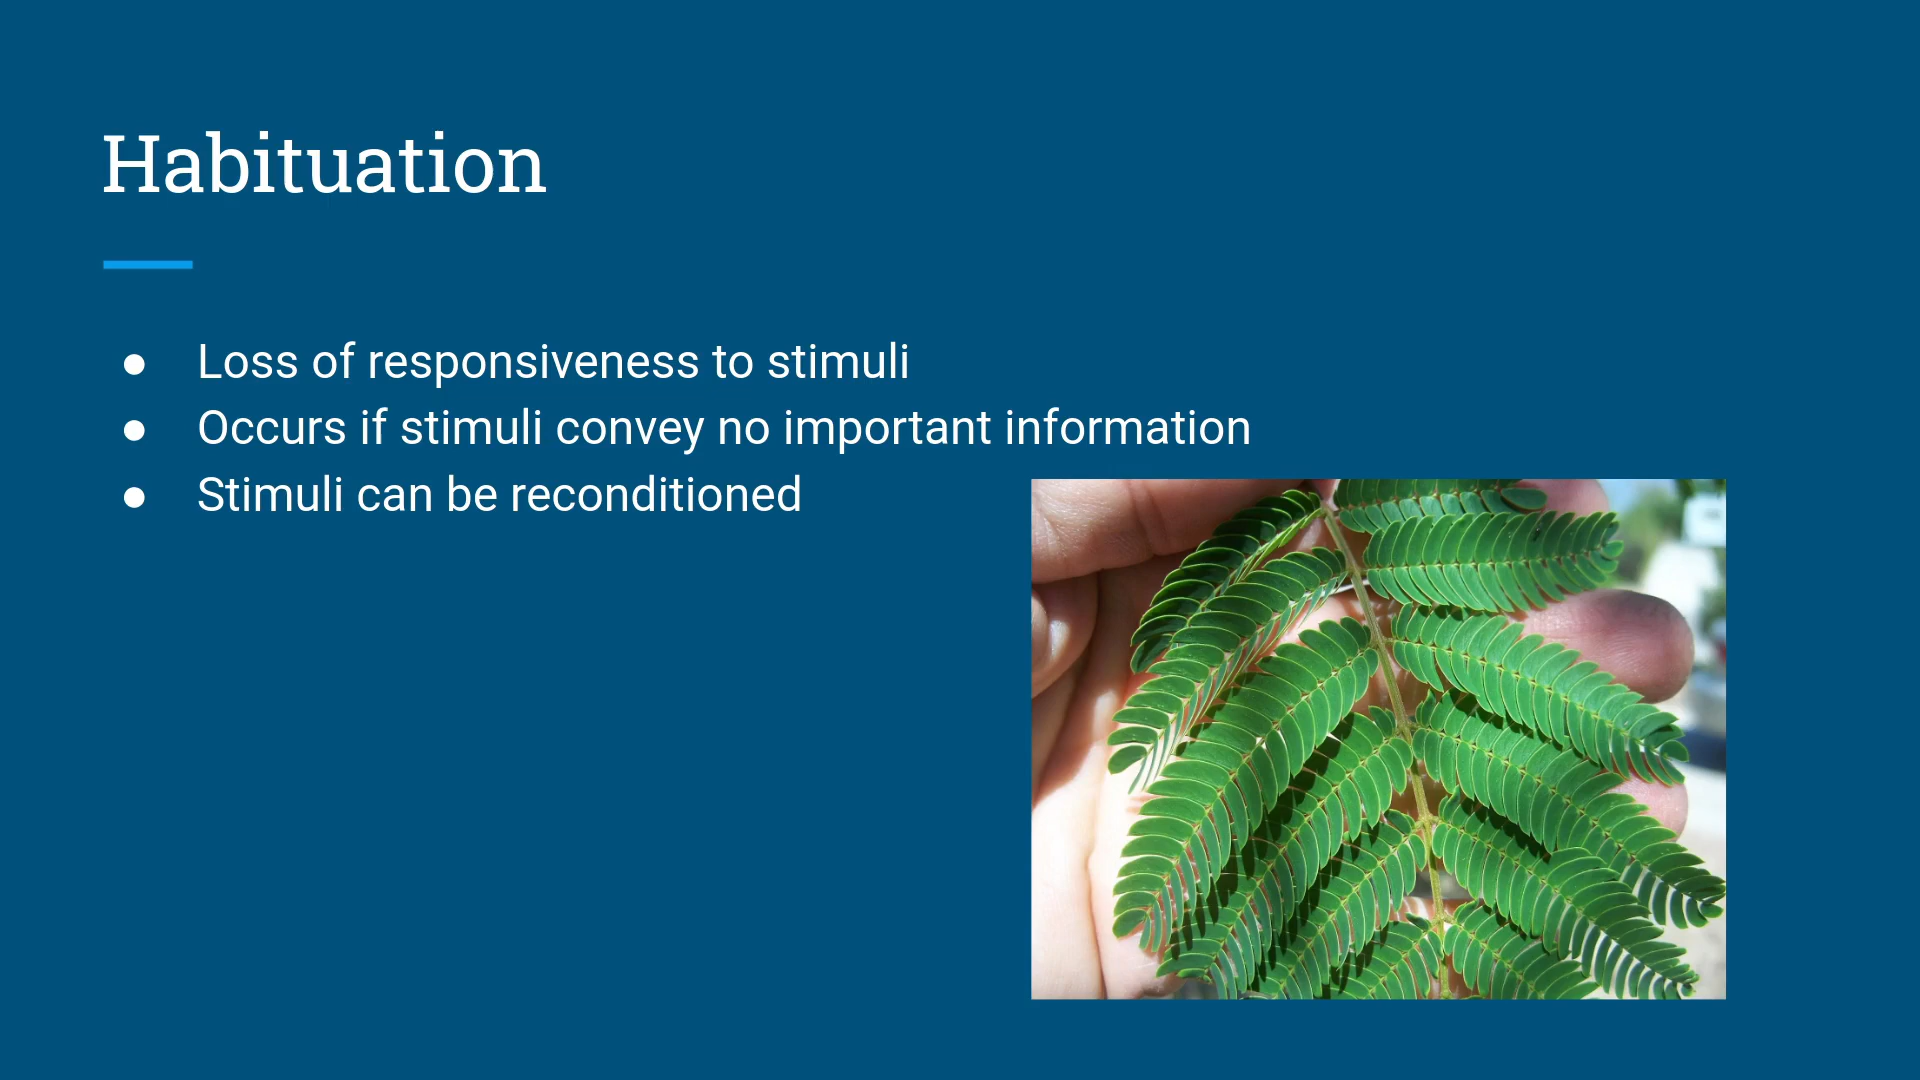 Habituation
● Loss of responsiveness to stimuli
● Occurs if stimuli convey no important information
● Stimuli can be reconditioned